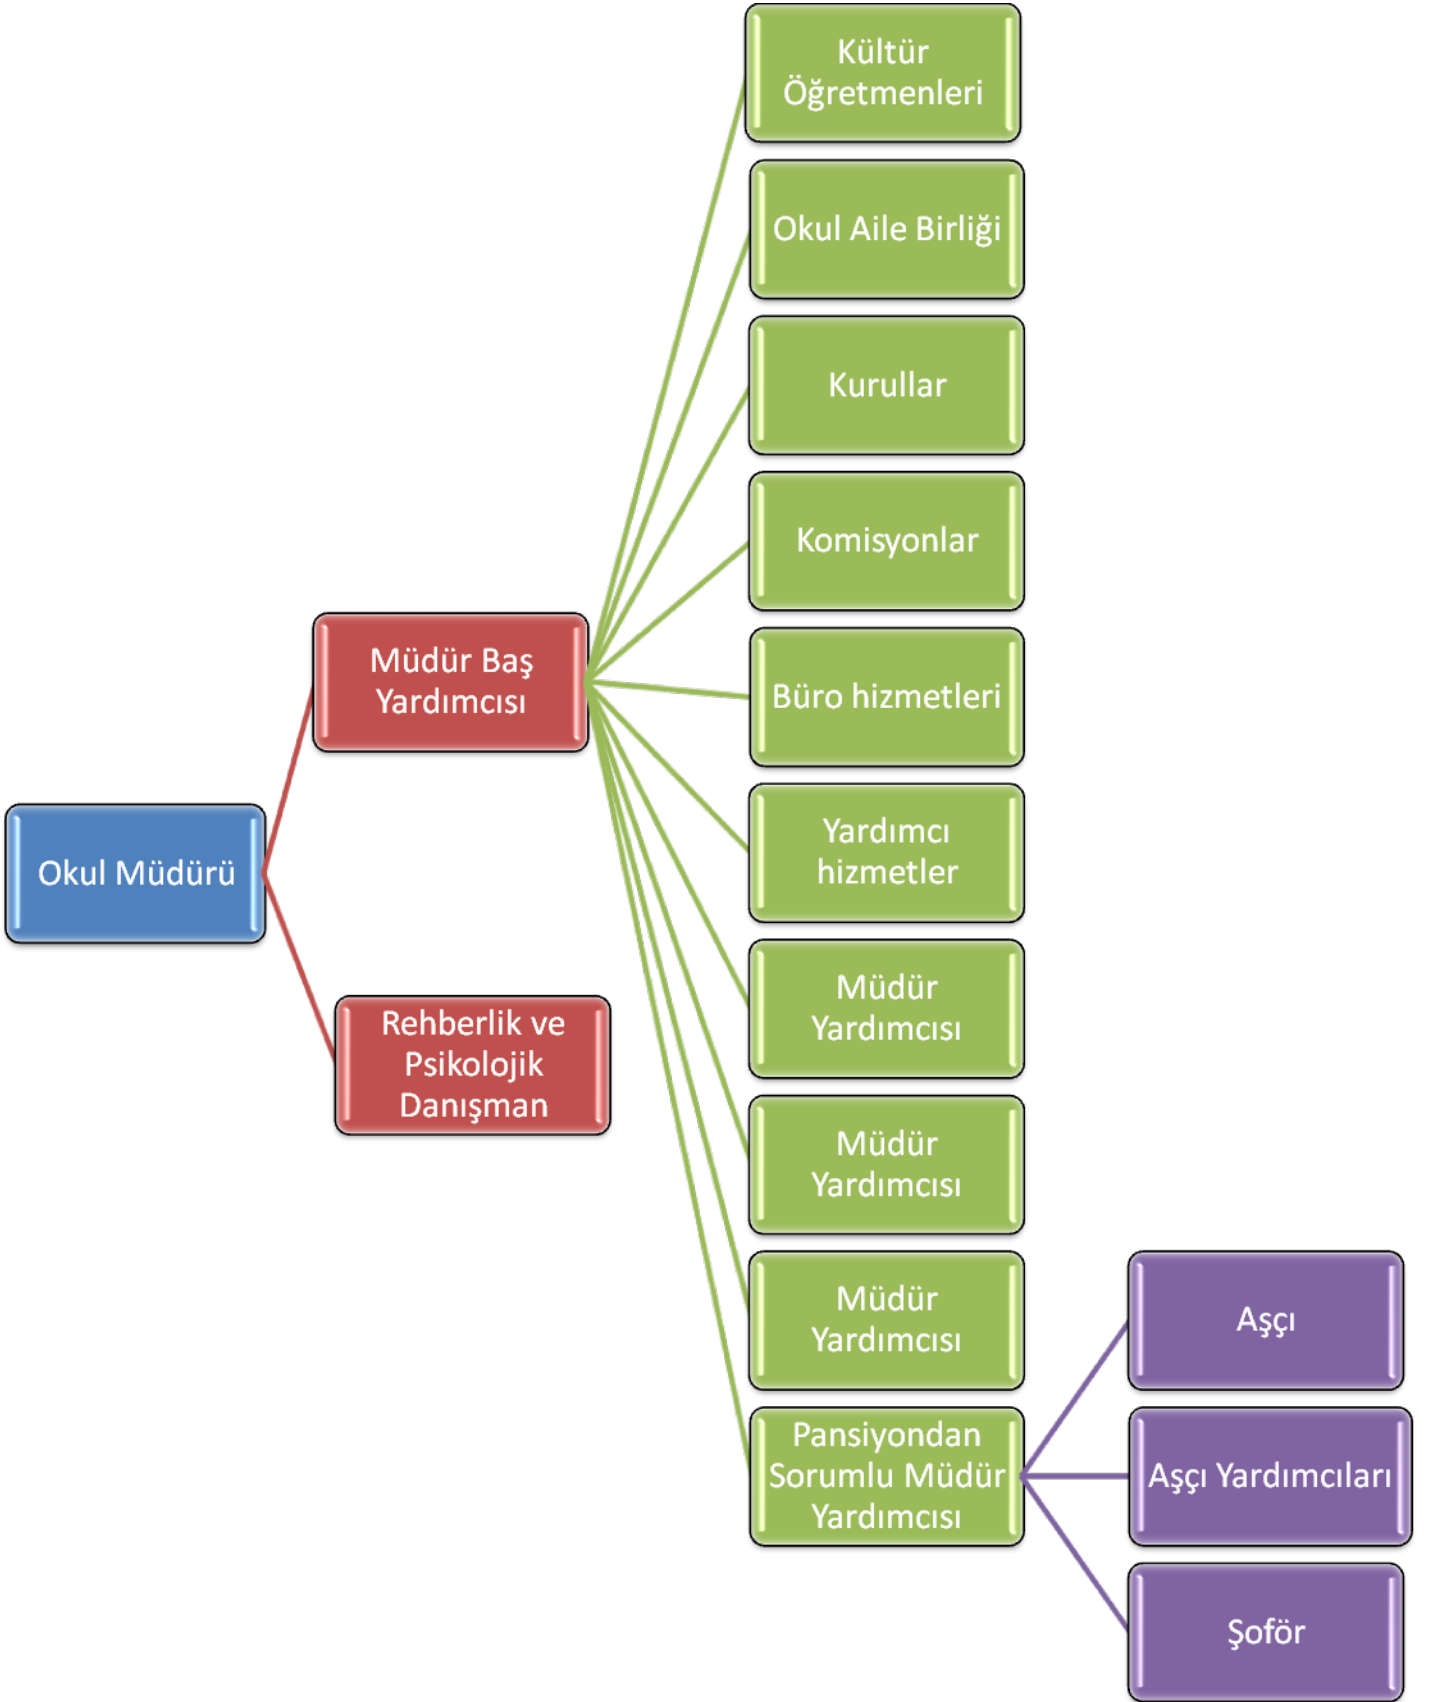 Kültür
Öğretmenleri
Okul Aile Birliği
Kurullar
Komisyonlar
Müdür Baş
Yardımcısı
Büro hizmetleri
Yardımcı
hizmetler
Okul Müdürü
Müdür
Yardımcısı
Rehberlik ve
Psikolojik
Danışman
Müdür
Yardımcısı
Müdür
Yardımcısı
Aşçı
Pansiyondan
Sorumlu Müdür
Yardımcısı
Aşçı Yardımcıları
Şoför